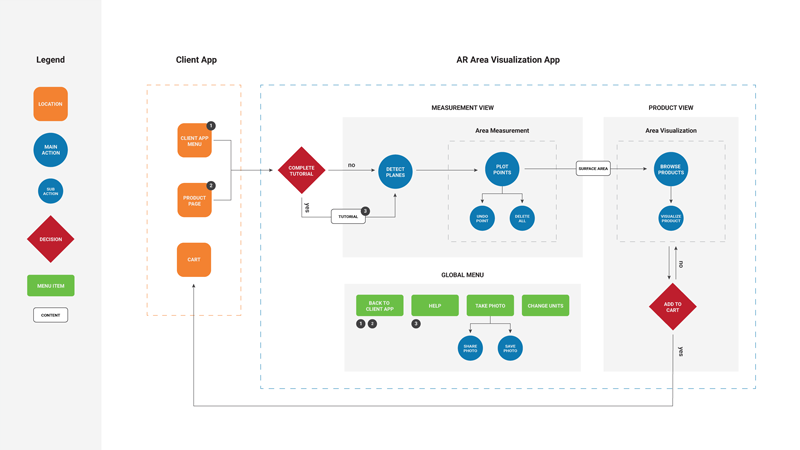 Legend
LOCATION
MAIN
ACTION
SUB
ACTION
DECISION
MENU ITEM
CONTENT
Client App
1
CLIENT APP
MENU
2
PRODUCT
PAGE
CART
AR Area Visualization App
COMPLETE
TUTORIAL
no
yes
TUTORIAL
3
MEASUREMENT VIEW
DETECT
PLANES
Area Measurement
PLOT
POINTS
UNDO
POINT
DELETE
ALL
SURFACE AREA
PRODUCT VIEW
Area Visualization
BROWSE
PRODUCTS
VISUALIZE
PRODUCT
no
ADD TO
CART
yes
GLOBAL MENU
BACK TO
CLIENT APP
1 2
HELP
3
TAKE PHOTO
SHARE
PHOTO
SAVE
PHOTO
CHANGE UNITS